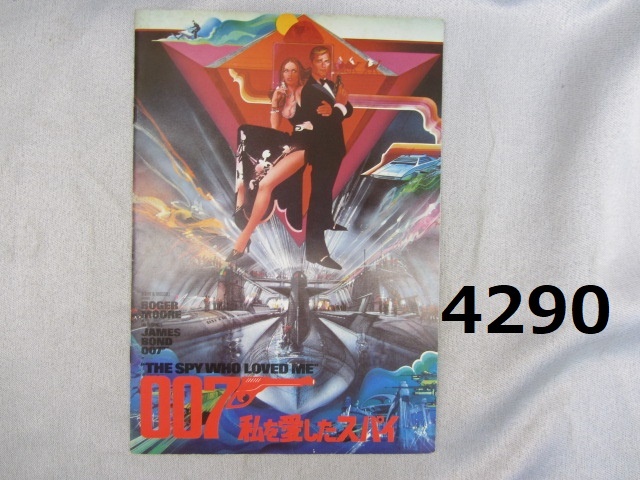 ROGER
MOORE
JAMES
BOND
007
"THE SPY WHO LOVED ME"
007
私を愛したスパイ
4290